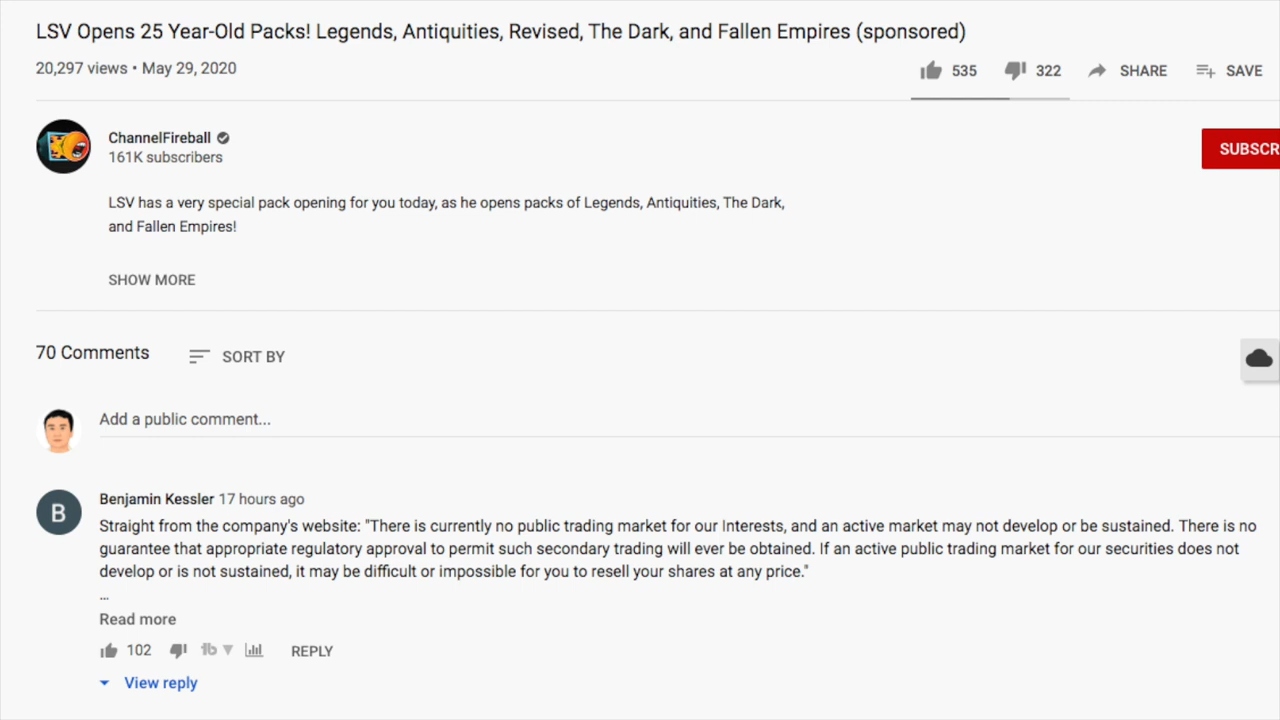 LSV Opens 25 Year-Old Packs! Legends, Antiquities, Revised, The Dark, and Fallen Empires (sponsored)
20,297 views • May 29, 2020
535 322 SHARE SAVE
ChannelFireball
161K subscribers
SUBSCR
LSV has a very special pack opening for you today, as he opens packs of Legends, Antiquities, The Dark,
and Fallen Empires!
SHOW MORE
70 Comments SORT BY
Add a public comment...
B
Benjamin Kessler 17 hours ago
Straight from the company's website: "There is currently no public trading market for our Interests, and an active market may not develop or be sustained. There is no
guarantee that appropriate regulatory approval to permit such secondary trading will ever be obtained. If an active public trading market for our securities does not
develop or is not sustained, it may be difficult or impossible for you to resell your shares at any price."
...
Read more
102 tb REPLY
View reply